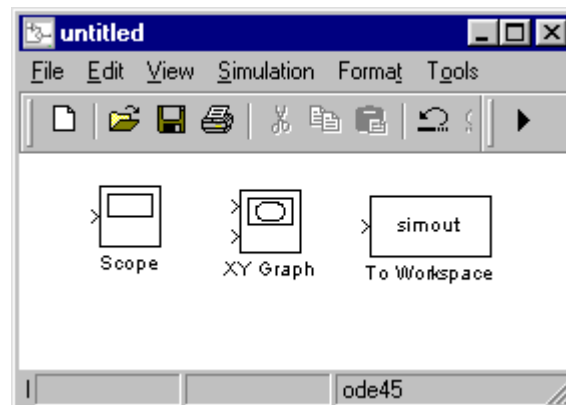 untitled
File Edit View Simulation Format Tools
simout
Scope XY Graph To Workspace
ode45